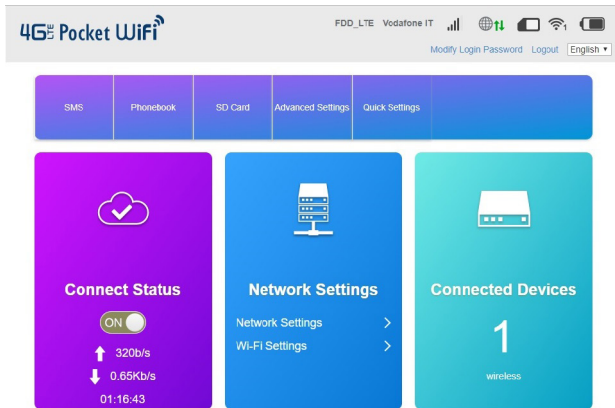 4G LTE Pocket WiFi
FDD_LTE Vodafone IT 1
Modify Login Password Logout English
SMS Phonebook SD Card Advanced Settings Quick Settings
Connect Status
ON
320b/s
0.65Kb/s
01:16:43
Network Settings
Network Settings
Wi-Fi Settings
Connected Devices
1
wireless